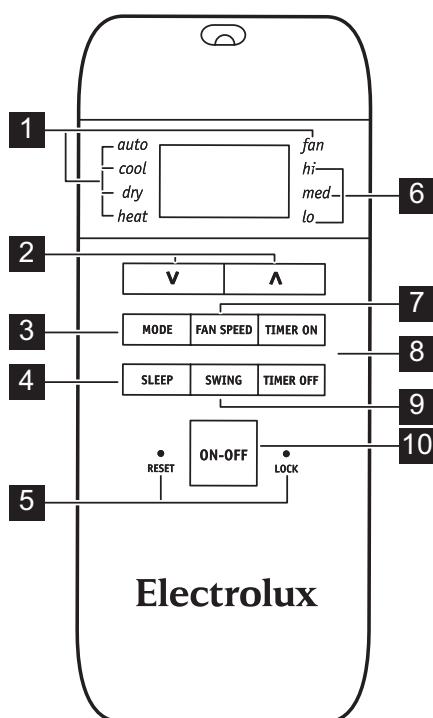 1
auto
fan
cool
hi
dry
med
6
heat
lo
2
V
Λ
7
3
MODE
FAN SPEED
TIMER ON
8
4
SLEEP
SWING
TIMER OFF
9
10
ON-OFF
RESET
LOCK
5
Electrolux